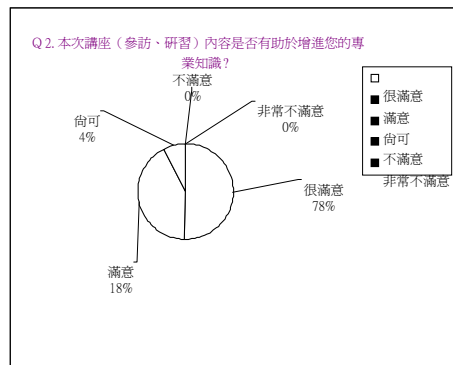 Q2. 本次講座（參訪、研習）內容是否有助於增進您的專
業知識?
不滿意
0%
非常不滿意
0%
尚可
4%
很滿意
78%
滿意
18%
很滿意
滿意
尚可
不滿意
非常不滿意